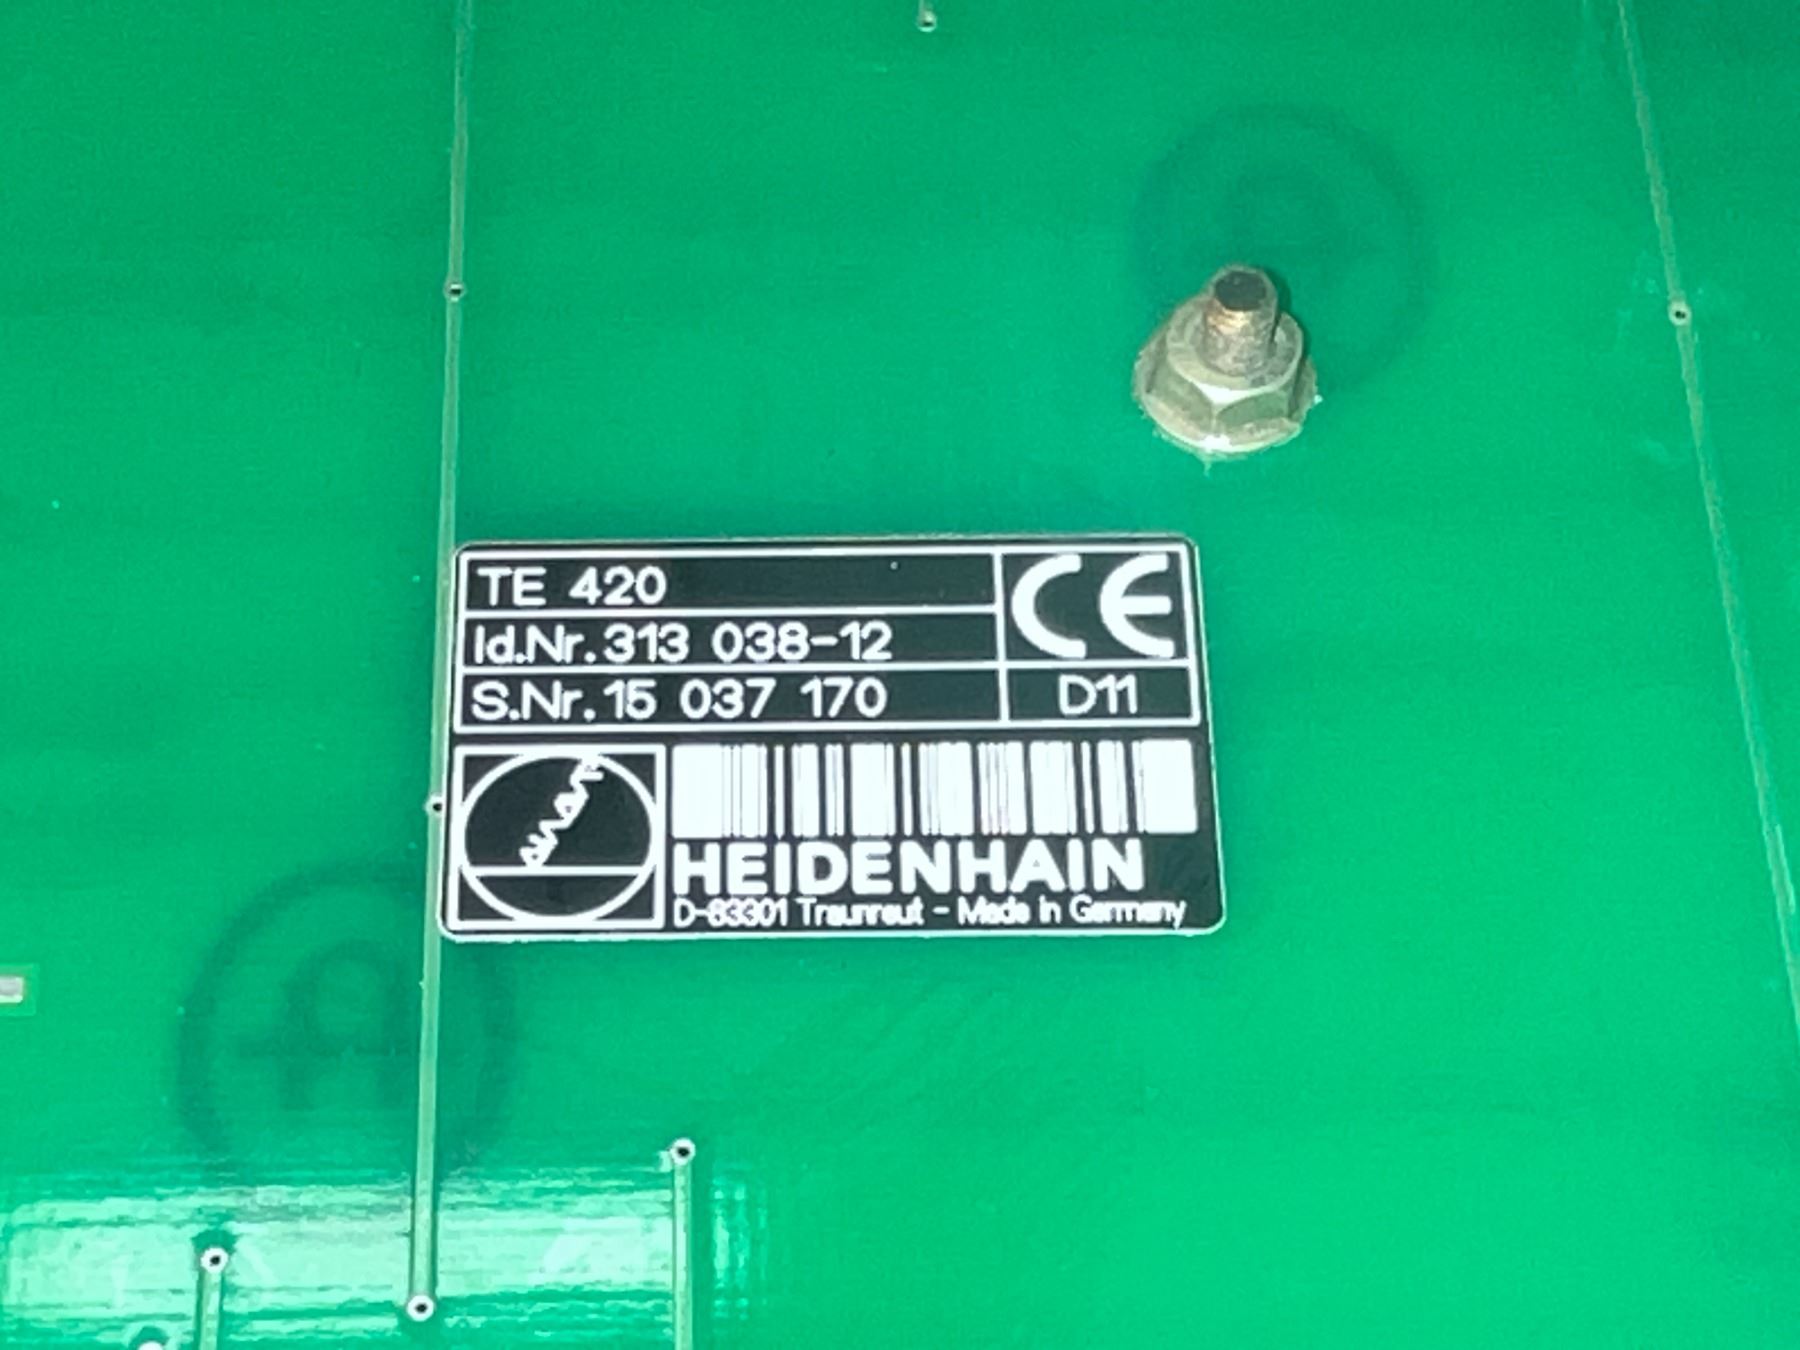 TE 420
Id.Nr.313 038-12
S.Nr.15 037 170
CE
D11
HEIDENHAIN
D-83301 Traunreut - Made in Germany